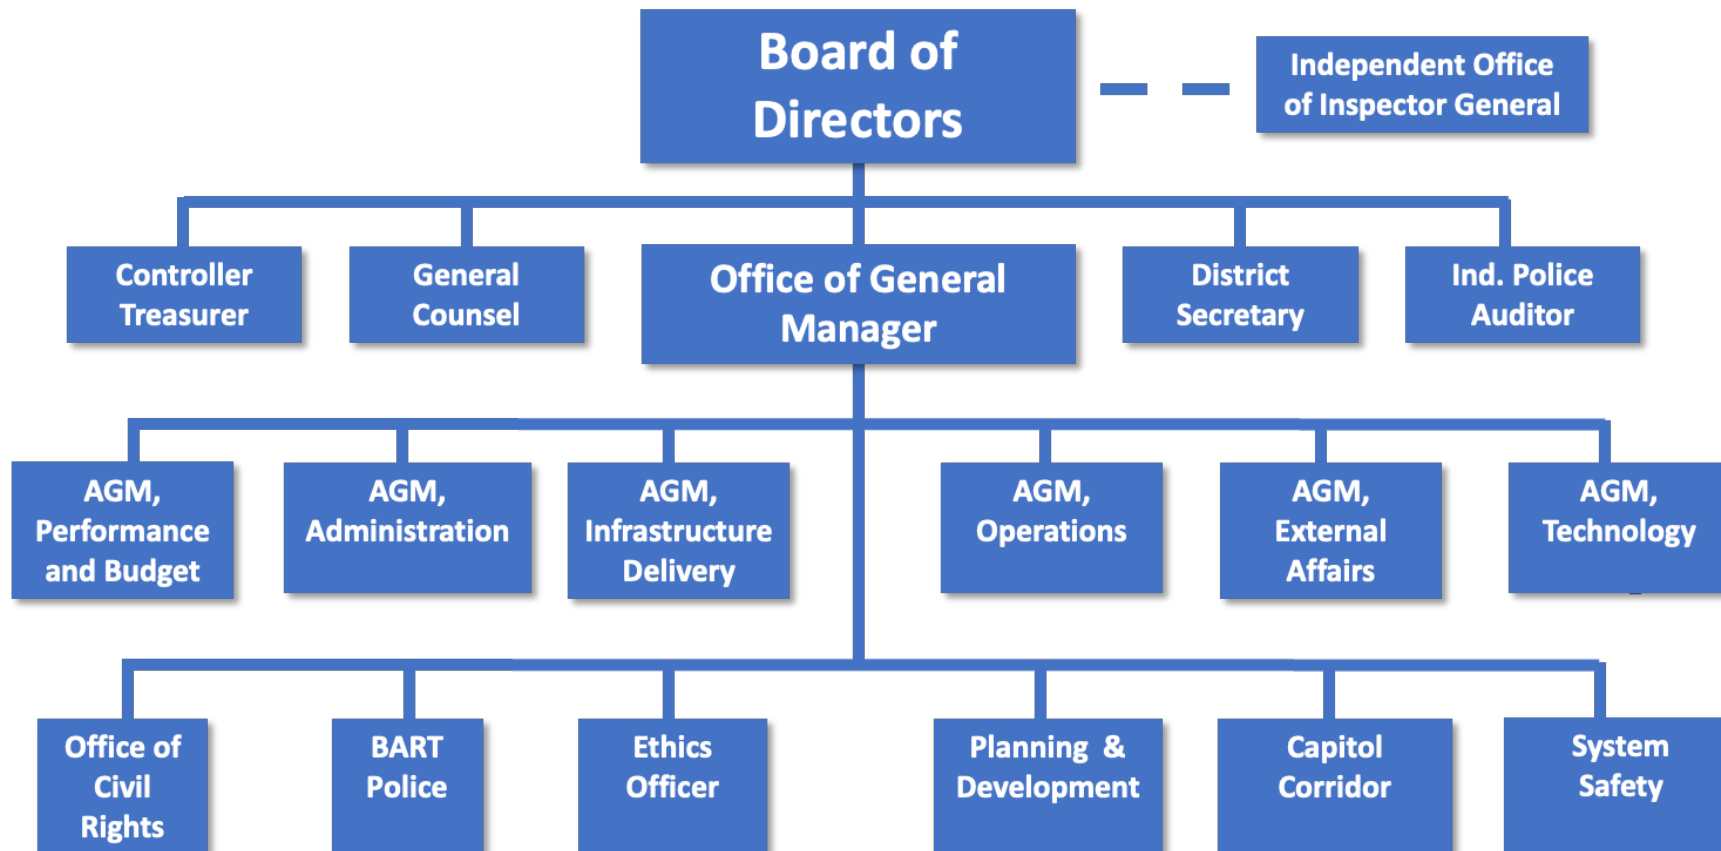 Board of
Directors
Independent Office
of Inspector General
Controller
Treasurer
General
Counsel
Office of General
Manager
District
Secretary
Ind. Police
Auditor
AGM,
Performance
and Budget
AGM,
Administration
AGM,
Infrastructure
Delivery
AGM,
Operations
AGM,
External
Affairs
AGM,
Technology
Office of
Civil
Rights
BART
Police
Ethics
Officer
Planning &
Development
Capitol
Corridor
System
Safety